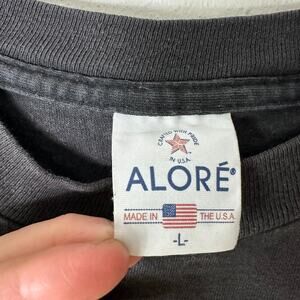 CRAFTED WITH PRIDE
IN U.S.A.
ALORÉ®
MADE IN THE U.S.A.
-L-